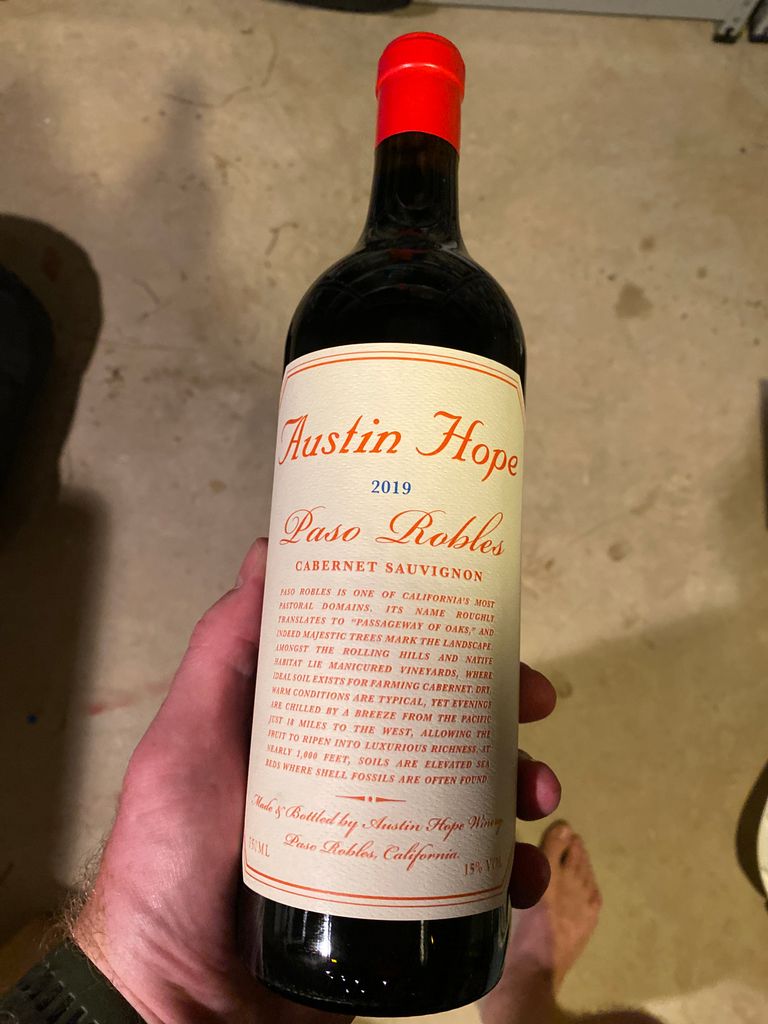 Austin Hope
2019
Paso Robles
CABERNET SAUVIGNON
PASO ROBLES IS ONE OF CALIFORNIA'S MOST
PASTORAL DOMAINS. ITS NAME ROUGHLY
TRANSLATES TO "PASSAGEWAY OF OAKS," AND
INDEED MAJESTIC TREES MARK THE LANDSCAPE.
AMONGST THE ROLLING HILLS AND NATIVE
HABITAT LIE MANICURED VINEYARDS, WHERE
IDEAL SOIL EXISTS FOR FARMING CABERNET. DRY,
WARM CONDITIONS ARE TYPICAL, YET EVENINGS
ARE CHILLED BY A BREEZE FROM THE PACIFIC
JUST 18 MILES TO THE WEST, ALLOWING THE
FRUIT TO RIPEN INTO LUXURIOUS RICHNESS. AT
NEARLY 1,000 FEET, SOILS ARE ELEVATED SEA
BEDS WHERE SHELL FOSSILS ARE OFTEN FOUND.
Made & Bottled by Austin Hope Winery
Paso Robles, California.
750ML
15% VOL